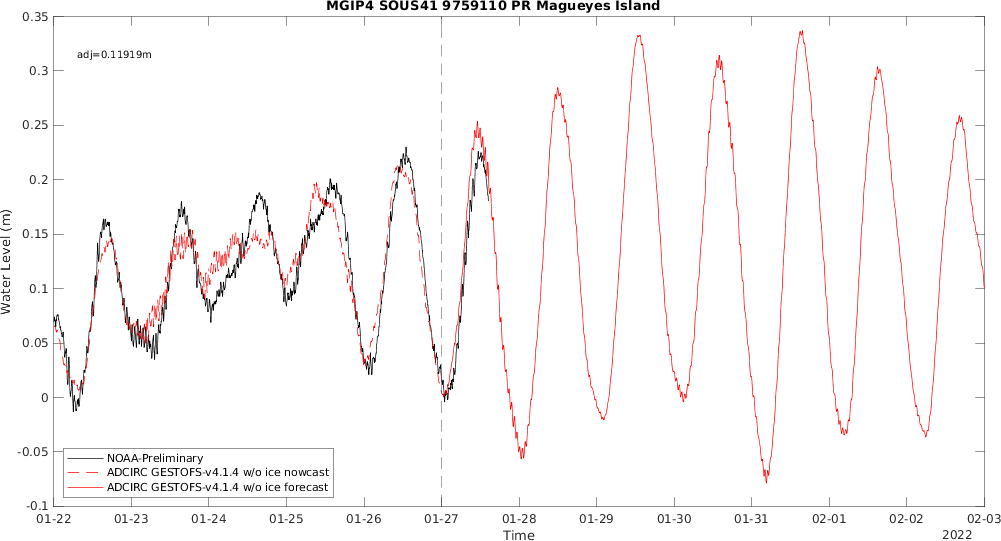 MGIP4 SOUS41 9759110 PR Magueyes Island
adj=0.11919m
Water Level (m)
0.35
0.3
0.25
0.2
0.15
0.1
0.05
0
-0.05
-0.1
NOAA-Preliminary
ADCIRC GESTOFS-v4.1.4 w/o ice nowcast
ADCIRC GESTOFS-v4.1.4 w/o ice forecast
01-22 01-23 01-24 01-25 01-26 01-27 01-28 01-29 01-30 01-31 02-01 02-02 02-03
Time
2022